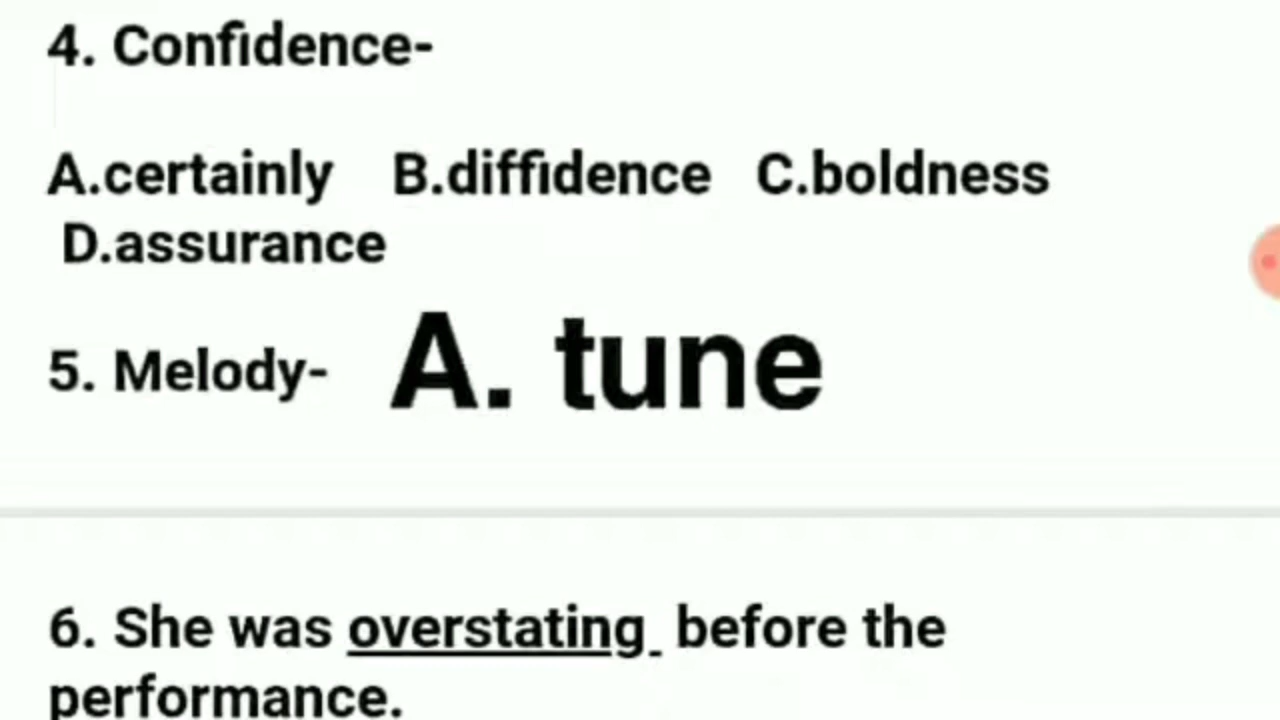 4. Confidence-
A.certainly B.diffidence C.boldness
D.assurance
5. Melody- A. tune
6. She was overstating before the
performance.